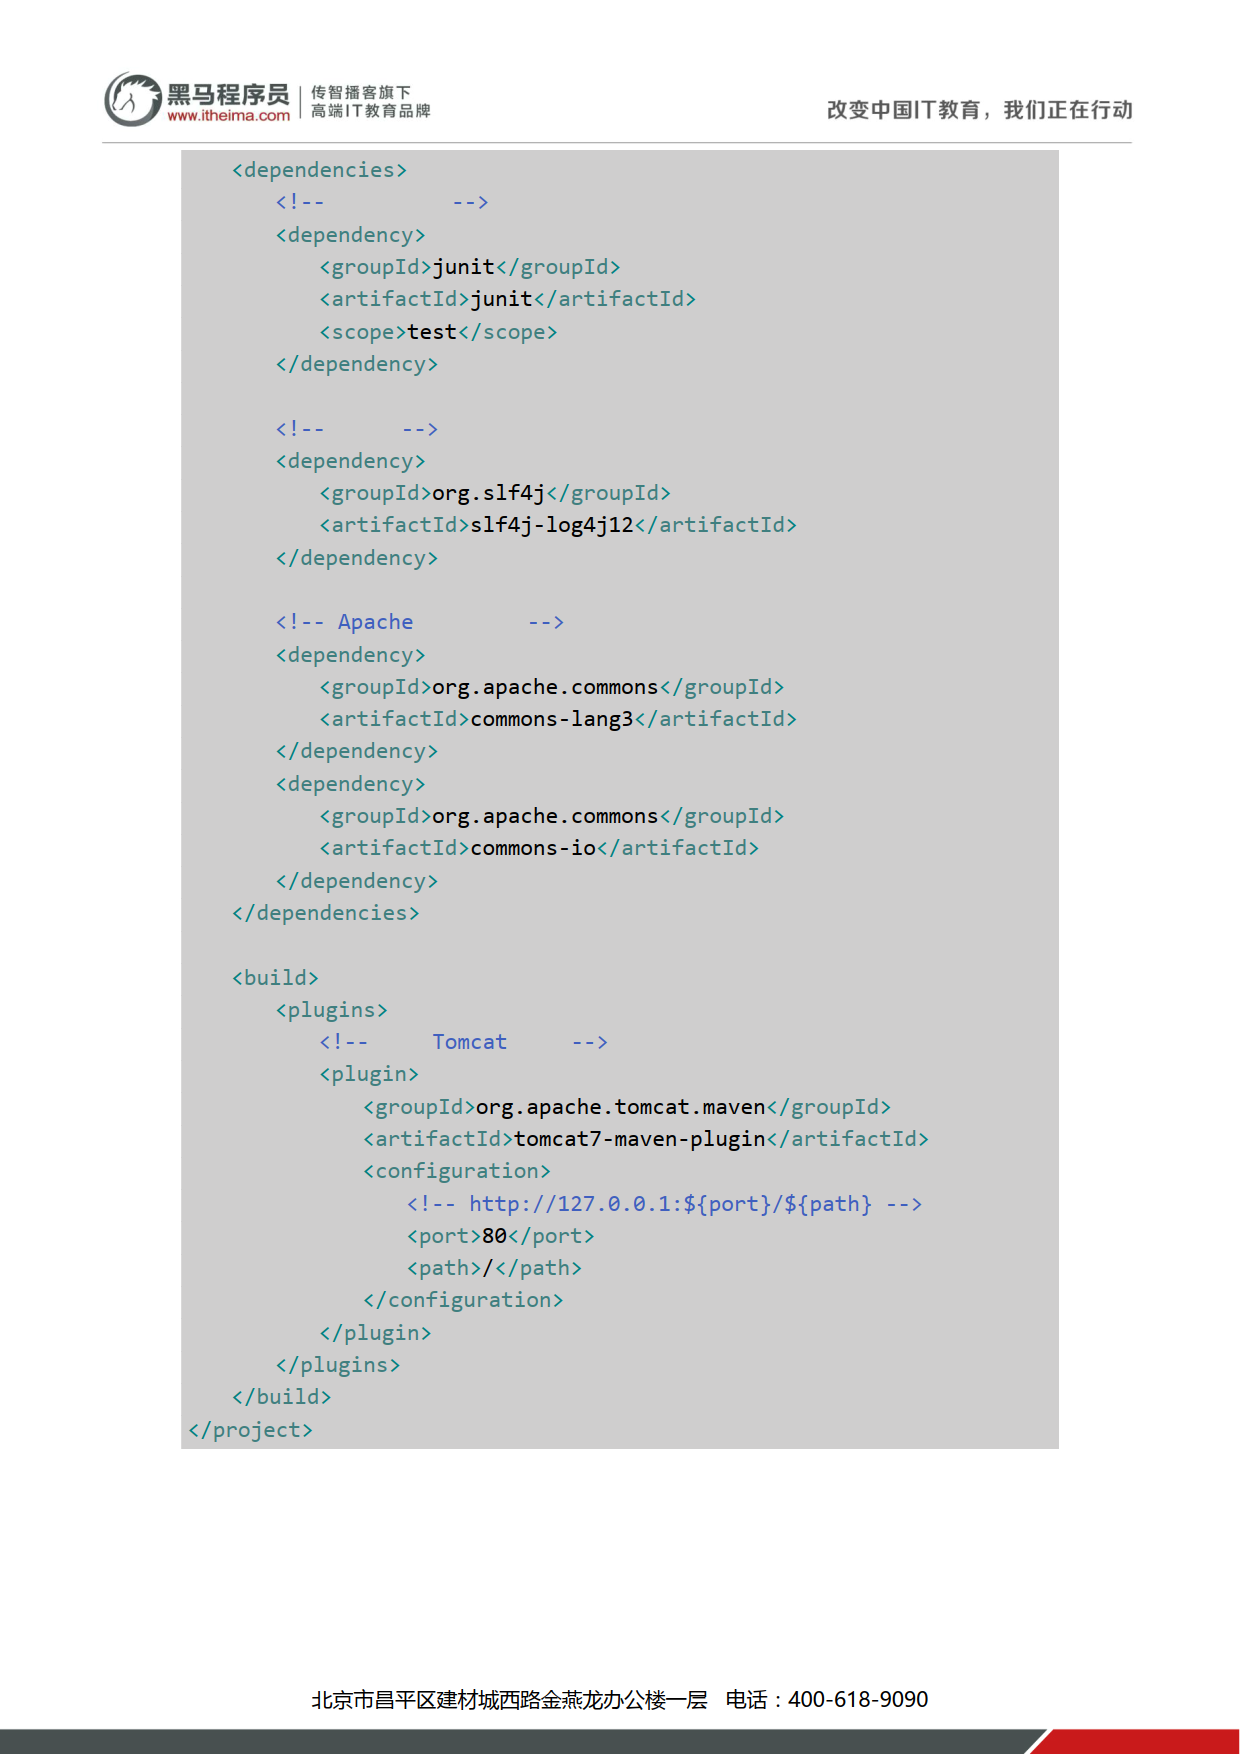 黑马程序员
www.itheima.com
传智播客旗下
高端IT教育品牌
改变中国IT教育，我们正在行动
<dependencies>
<!-- -->
<dependency>
<groupId>junit</groupId>
<artifactId>junit</artifactId>
<scope>test</scope>
</dependency>
<!-- -->
<dependency>
<groupId>org.slf4j</groupId>
<artifactId>slf4j-log4j12</artifactId>
</dependency>
<!-- Apache -->
<dependency>
<groupId>org.apache.commons</groupId>
<artifactId>commons-lang3</artifactId>
</dependency>
<dependency>
<groupId>org.apache.commons</groupId>
<artifactId>commons-io</artifactId>
</dependency>
</dependencies>
<build>
<plugins>
<!-- Tomcat -->
<plugin>
<groupId>org.apache.tomcat.maven</groupId>
<artifactId>tomcat7-maven-plugin</artifactId>
<configuration>
<!-- http://127.0.0.1:${port}/${path} -->
<port>80</port>
<path>/</path>
</configuration>
</plugin>
</plugins>
</build>
</project>
北京市昌平区建材城西路金燕龙办公楼一层 电话：400-618-9090